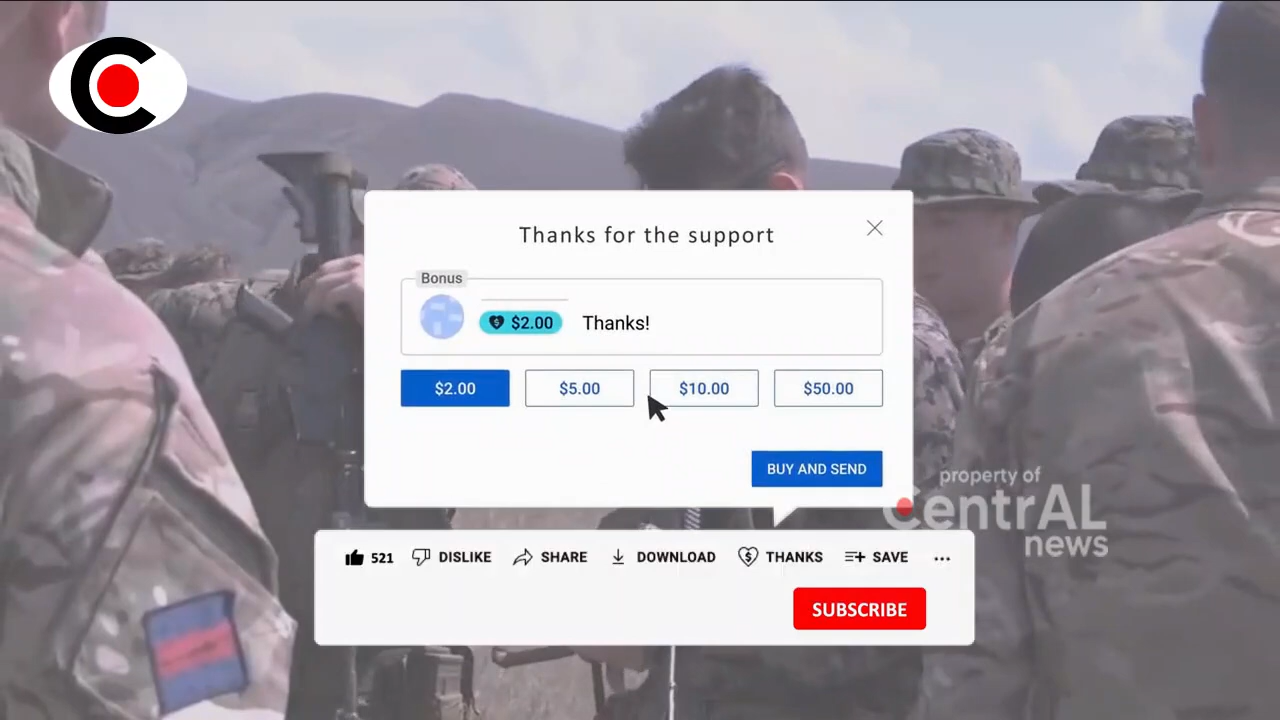 Thanks for the support
Bonus
$2.00 Thanks!
$2.00 $5.00 $10.00 $50.00
BUY AND SEND
property of
CentrAL
news
521 DISLIKE SHARE DOWNLOAD THANKS SAVE
SUBSCRIBE